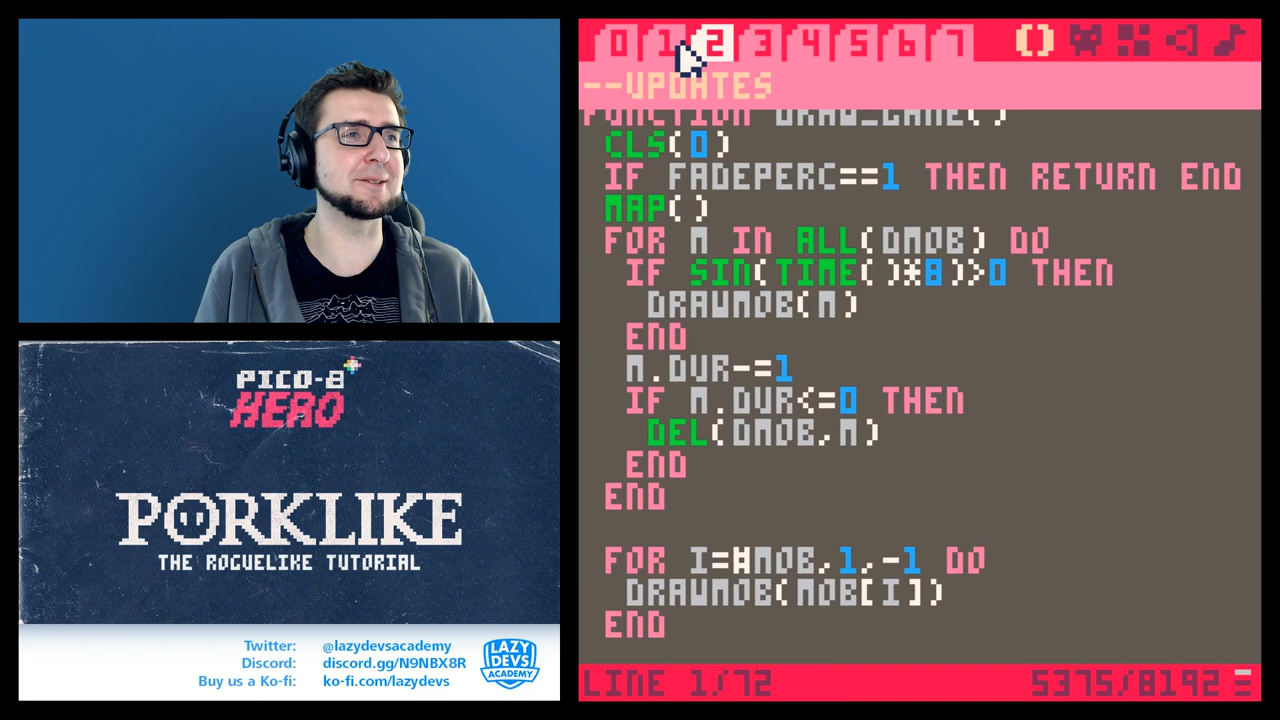 PICO-8
HERO
PORKLIKE
THE ROGUELIKE TUTORIAL
Twitter: @lazydevsacademy
Discord: discord.gg/N9NBX8R
Buy us a Ko-fi: ko-fi.com/lazydevs
LAZY
DEVS
ACADEMY
0 1 2 3 4 5 6 7 ()
--UPDATES
FUNCTION DRAW_GAME()
CLS(0)
IF FADEPERC==1 THEN RETURN END
MAP()
FOR M IN ALL(DMOB) DO
IF SIN(TIME()*8)>0 THEN
DRAWMOB(M)
END
M.DUR-=1
IF M.DUR<=0 THEN
DEL(DMOB,M)
END
END
FOR I=#MOB,1,-1 DO
DRAWMOB(MOB[I])
END
LINE 1/72 5375/8192